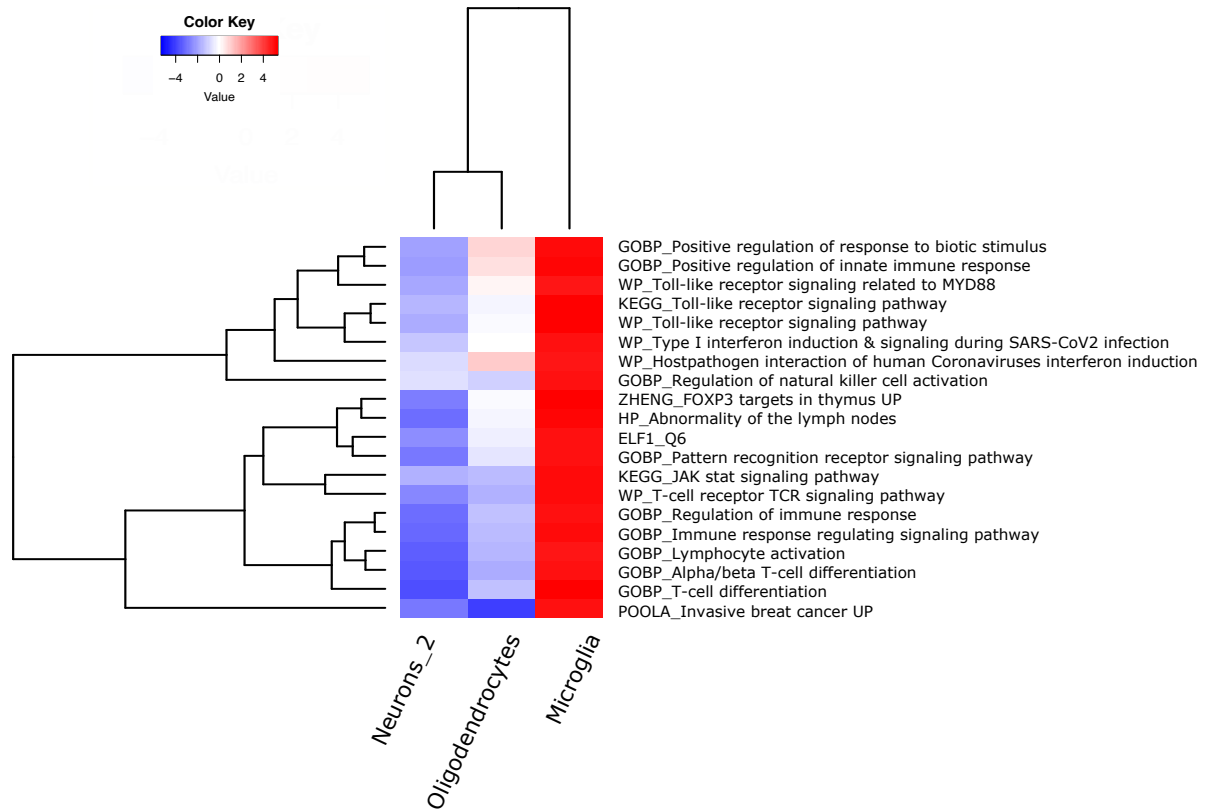 Color Key
−4 0 2 4
Value
GOBP_Positive regulation of response to biotic stimulus
GOBP_Positive regulation of innate immune response
WP_Toll-like receptor signaling related to MYD88
KEGG_Toll-like receptor signaling pathway
WP_Toll-like receptor signaling pathway
WP_Type I interferon induction & signaling during SARS-CoV2 infection
WP_Hostpathogen interaction of human Coronaviruses interferon induction
GOBP_Regulation of natural killer cell activation
ZHENG_FOXP3 targets in thymus UP
HP_Abnormality of the lymph nodes
ELF1_Q6
GOBP_Pattern recognition receptor signaling pathway
KEGG_JAK stat signaling pathway
WP_T-cell receptor TCR signaling pathway
GOBP_Regulation of immune response
GOBP_Immune response regulating signaling pathway
GOBP_Lymphocyte activation
GOBP_Alpha/beta T-cell differentiation
GOBP_T-cell differentiation
POOLA_Invasive breat cancer UP
Neurons_2
Oligodendrocytes
Microglia